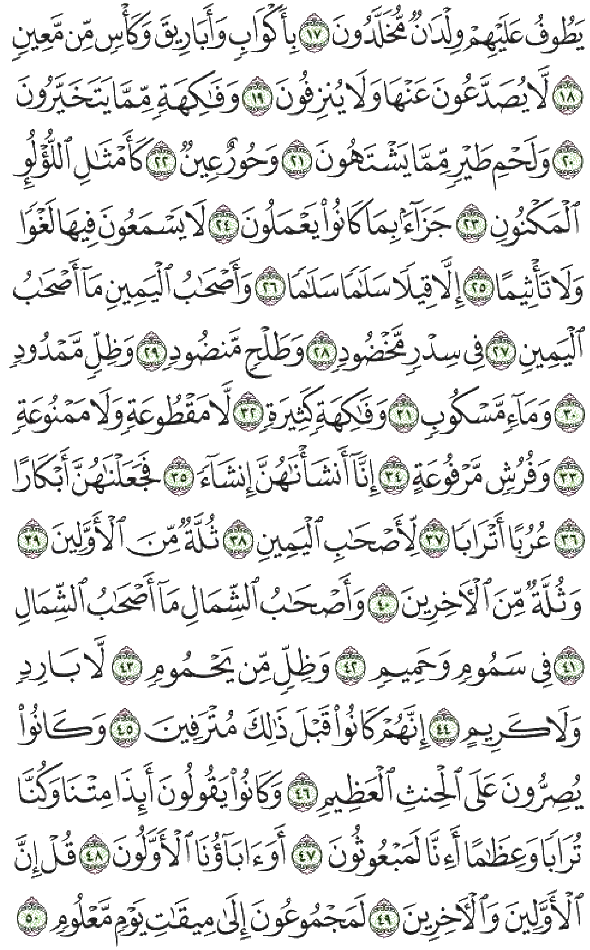 يَطُوفُ عَلَيْهِمْ وِلْدَٰنٌ مُّخَلَّدُونَ ١٧ بِأَكْوَابٍ وَأَبَارِيقَ وَكَأْسٍ مِّن مَّعِينٍ
١٨ لَّا يُصَدَّعُونَ عَنْهَا وَلَا يُنزِفُونَ ١٩ وَفَٰكِهَةٍ مِّمَّا يَتَخَيَّرُونَ
٢٠ وَلَحْمِ طَيْرٍ مِّمَّا يَشْتَهُونَ ٢١ وَحُورٌ عِينٌ ٢٢ كَأَمْثَٰلِ ٱللُّؤْلُؤِ
ٱلْمَكْنُونِ ٢٣ جَزَآءًۢ بِمَا كَانُوا۟ يَعْمَلُونَ ٢٤ لَا يَسْمَعُونَ فِيهَا لَغْوًا
وَلَا تَأْثِيمًا ٢٥ إِلَّا قِيلًا سَلَٰمًا سَلَٰمًا ٢٦ وَأَصْحَٰبُ ٱلْيَمِينِ مَآ أَصْحَٰبُ
ٱلْيَمِينِ ٢٧ فِى سِدْرٍ مَّخْضُودٍ ٢٨ وَطَلْحٍ مَّنضُودٍ ٢٩ وَظِلٍّ مَّمْدُودٍ
٣٠ وَمَآءٍ مَّسْكُوبٍ ٣١ وَفَٰكِهَةٍ كَثِيرَةٍ ٣٢ لَّا مَقْطُوعَةٍ وَلَا مَمْنُوعَةٍ
٣٣ وَفُرُشٍ مَّرْفُوعَةٍ ٣٤ إِنَّآ أَنشَأْنَٰهُنَّ إِنشَآءً ٣٥ فَجَعَلْنَٰهُنَّ أَبْكَارًا
٣٦ عُرُبًا أَتْرَابًا ٣٧ لِّأَصْحَٰبِ ٱلْيَمِينِ ٣٨ ثُلَّةٌ مِّنَ ٱلْأَوَّلِينَ ٣٩
وَثُلَّةٌ مِّنَ ٱلْءَاخِرِينَ ٤٠ وَأَصْحَٰبُ ٱلشِّمَالِ مَآ أَصْحَٰبُ ٱلشِّمَالِ
٤١ فِى سَمُومٍ وَحَمِيمٍ ٤٢ وَظِلٍّ مِّن يَحْمُومٍ ٤٣ لَّا بَارِدٍ
وَلَا كَرِيمٍ ٤٤ إِنَّهُمْ كَانُوا۟ قَبْلَ ذَٰلِكَ مُتْرَفِينَ ٤٥ وَكَانُوا۟
يُصِرُّونَ عَلَى ٱلْحِنثِ ٱلْعَظِيمِ ٤٦ وَكَانُوا۟ يَقُولُونَ أَئِذَا مِتْنَا وَكُنَّا
تُرَابًا وَعِظَٰمًا أَءِنَّا لَمَبْعُوثُونَ ٤٧ أَوَءَابَآؤُنَا ٱلْأَوَّلُونَ ٤٨ قُلْ إِنَّ
ٱلْأَوَّلِينَ وَٱلْءَاخِرِينَ ٤٩ لَمَجْمُوعُونَ إِلَىٰ مِيقَٰتِ يَوْمٍ مَّعْلُومٍ ٥٠